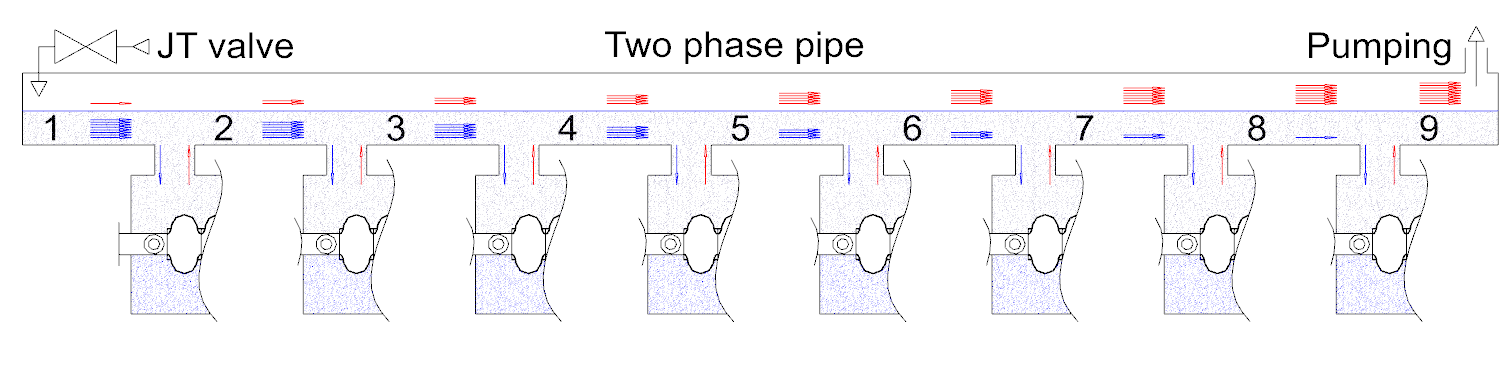 JT valve Two phase pipe Pumping
1 2 3 4 5 6 7 8 9